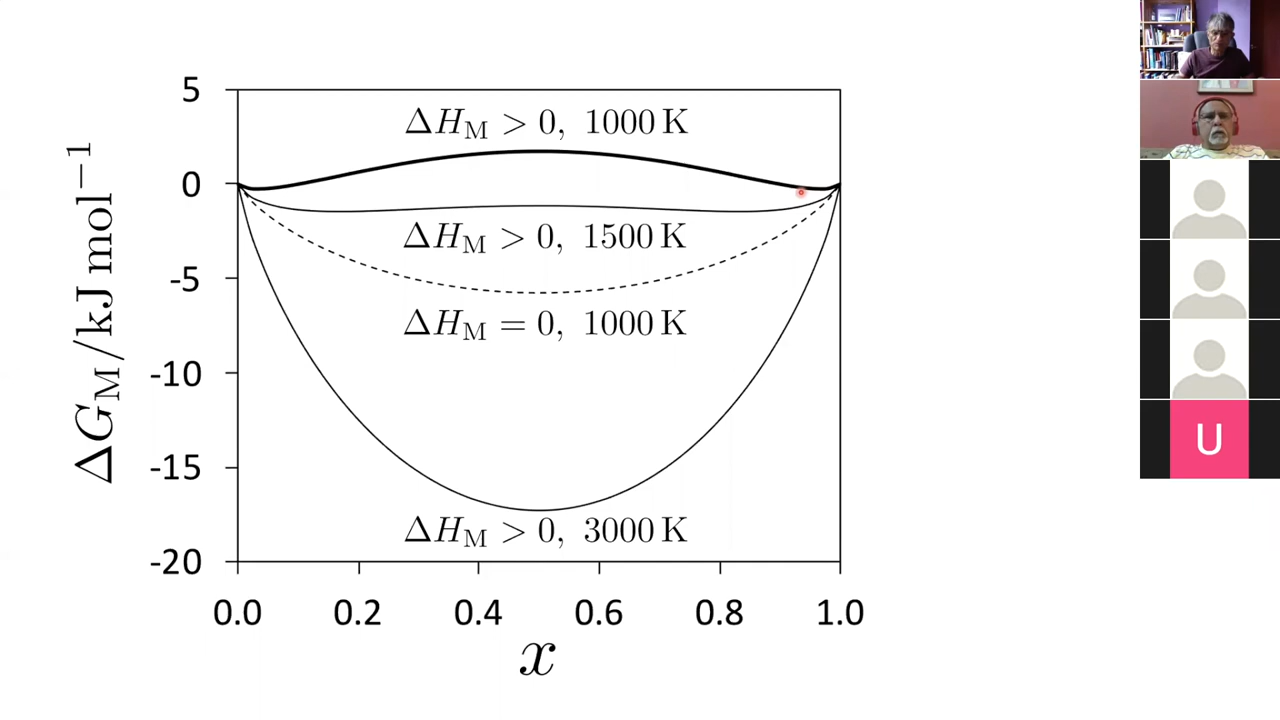 ΔG_M/kJ mol⁻¹
5
0
-5
-10
-15
-20
ΔH_M > 0, 1000 K
ΔH_M > 0, 1500 K
ΔH_M = 0, 1000 K
ΔH_M > 0, 3000 K
0.0 0.2 0.4 0.6 0.8 1.0
x
U